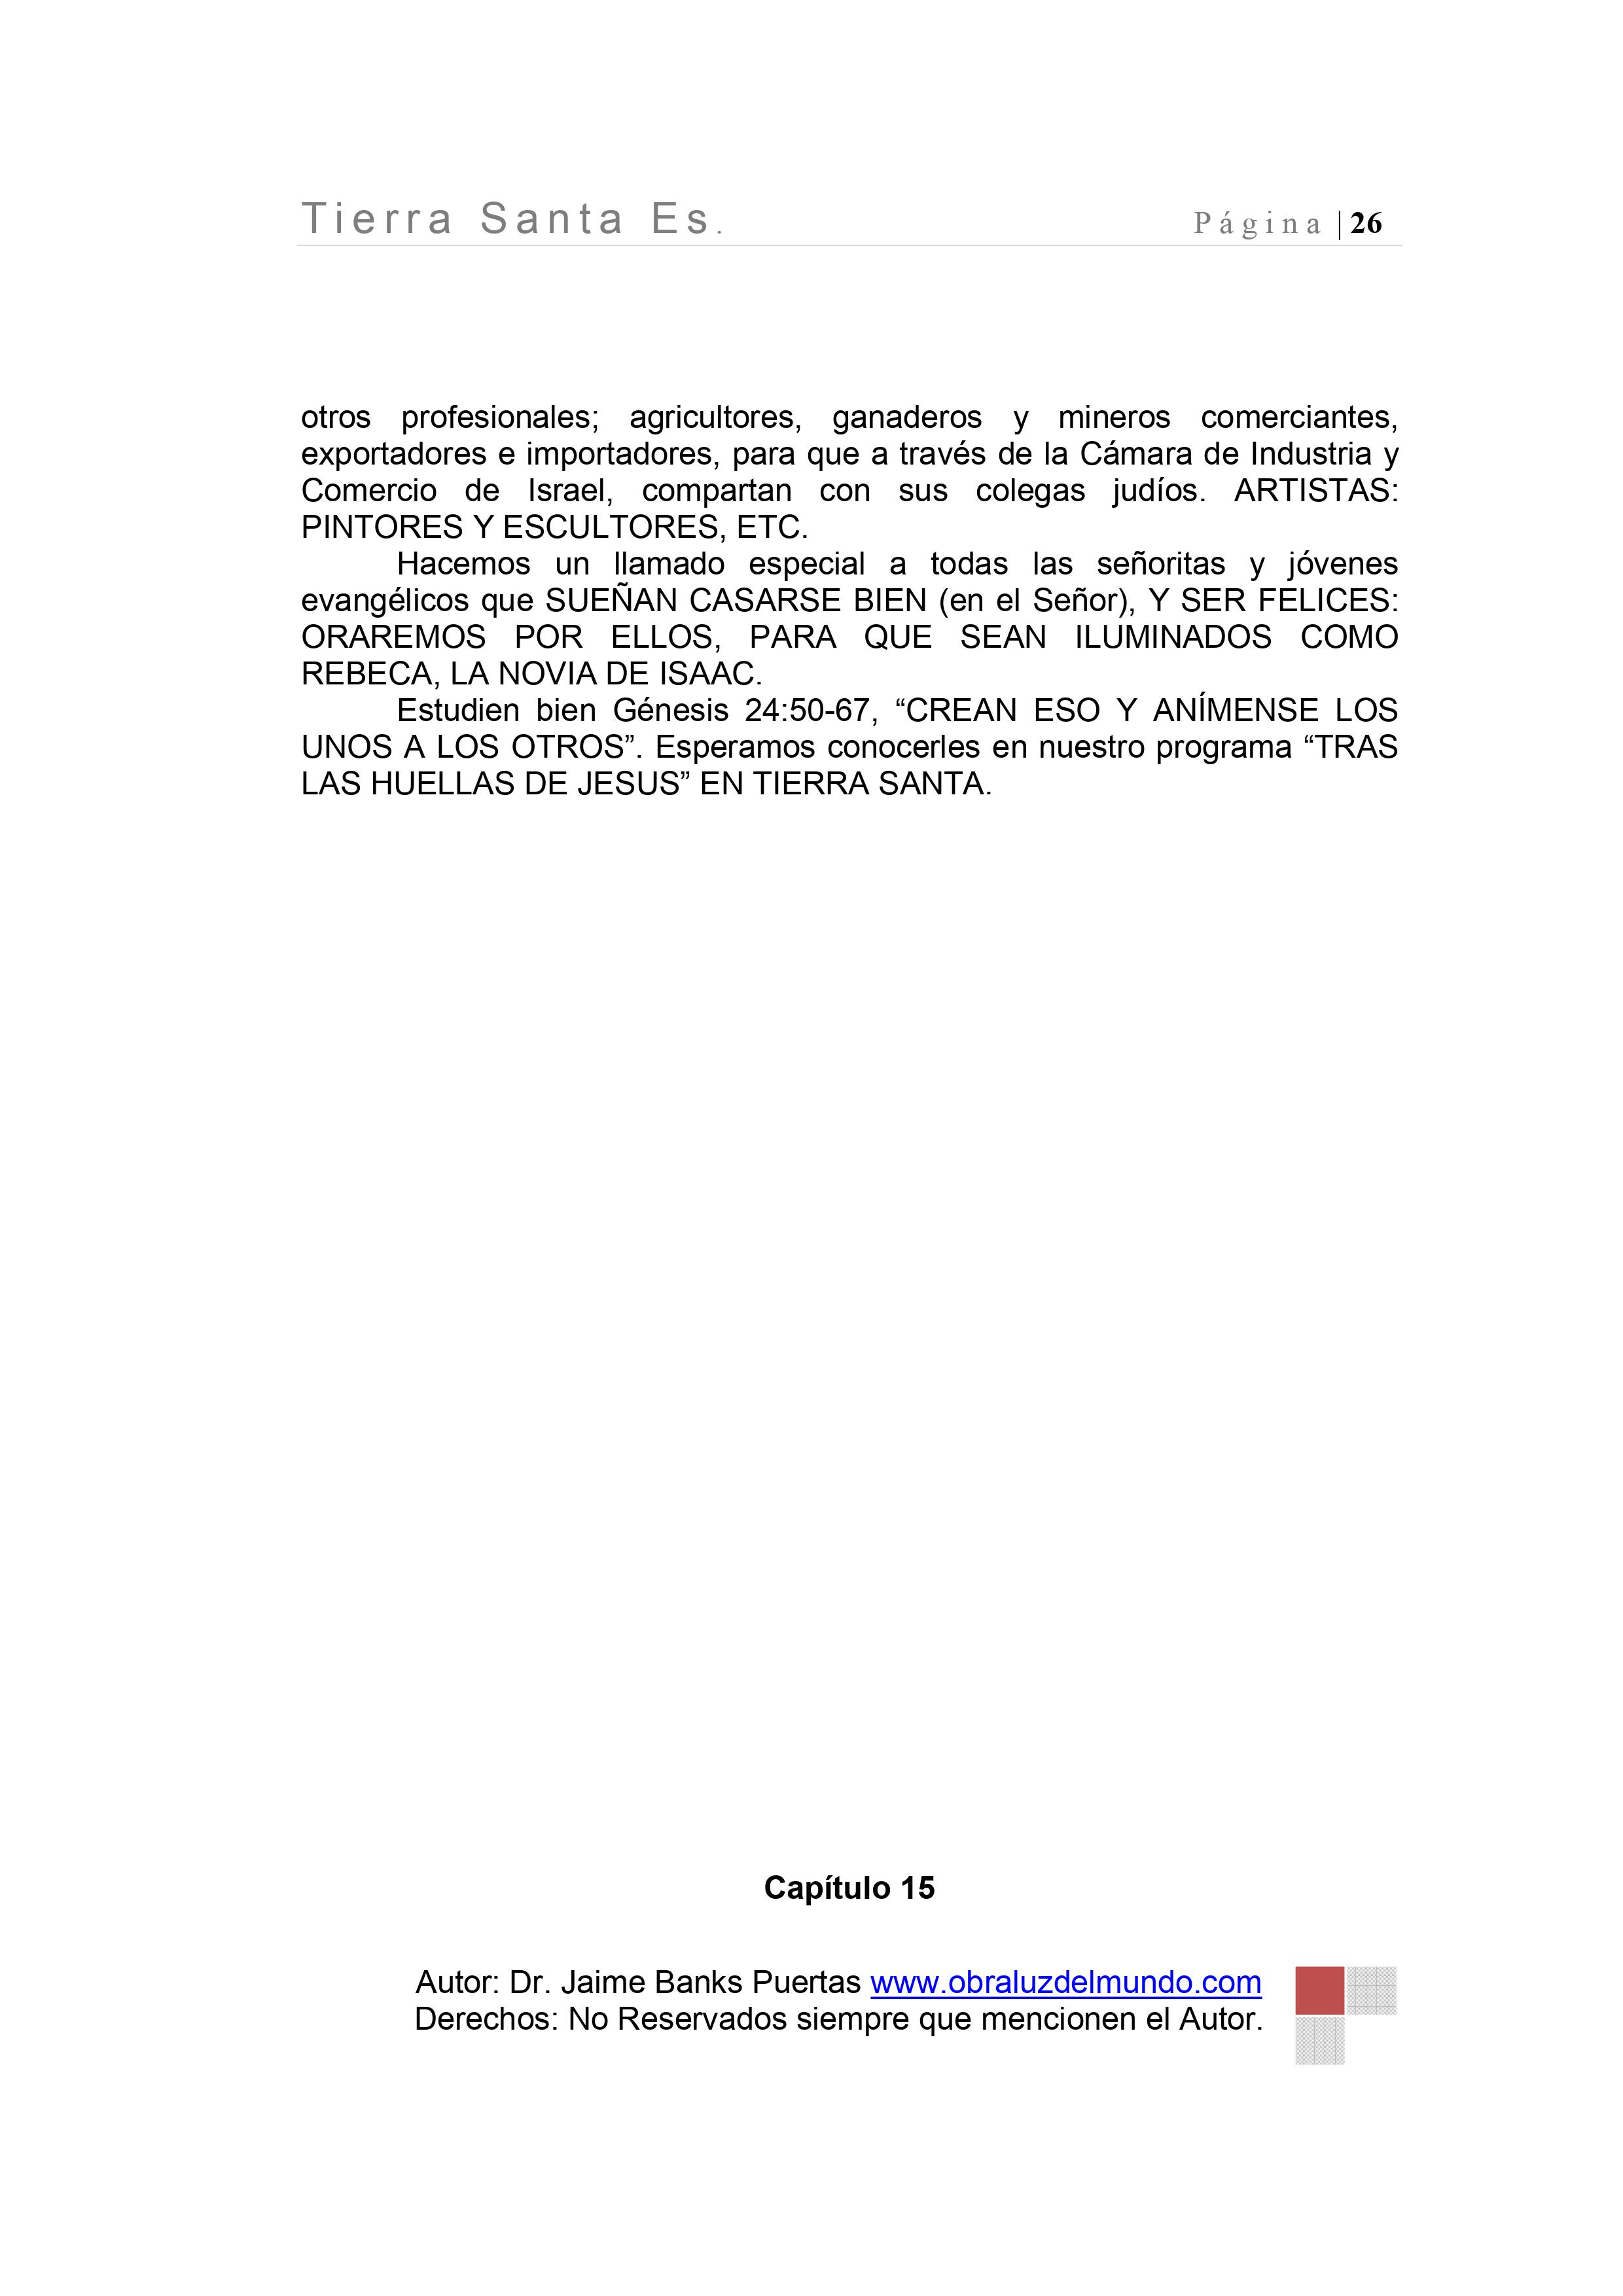 Tierra Santa Es. Página | 26
otros profesionales; agricultores, ganaderos y mineros comerciantes,
exportadores e importadores, para que a través de la Cámara de Industria y
Comercio de Israel, compartan con sus colegas judíos. ARTISTAS:
PINTORES Y ESCULTORES, ETC.
Hacemos un llamado especial a todas las señoritas y jóvenes
evangélicos que SUEÑAN CASARSE BIEN (en el Señor), Y SER FELICES:
ORAREMOS POR ELLOS, PARA QUE SEAN ILUMINADOS COMO
REBECA, LA NOVIA DE ISAAC.
Estudien bien Génesis 24:50-67, “CREAN ESO Y ANÍMENSE LOS
UNOS A LOS OTROS”. Esperamos conocerles en nuestro programa “TRAS
LAS HUELLAS DE JESUS” EN TIERRA SANTA.
Capítulo 15
Autor: Dr. Jaime Banks Puertas www.obraluzdelmundo.com
Derechos: No Reservados siempre que mencionen el Autor.